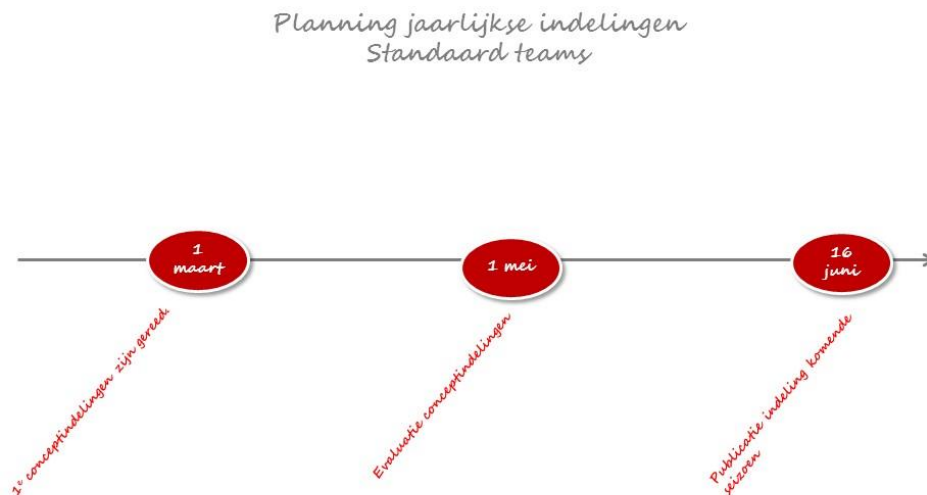 Planning jaarlijkse indelingen
Standaard teams
1
maart
1 mei
16
juni
1e conceptindelingen zijn gereed.
Evaluatie conceptindelingen
Publicatie indeling komende
seizoen